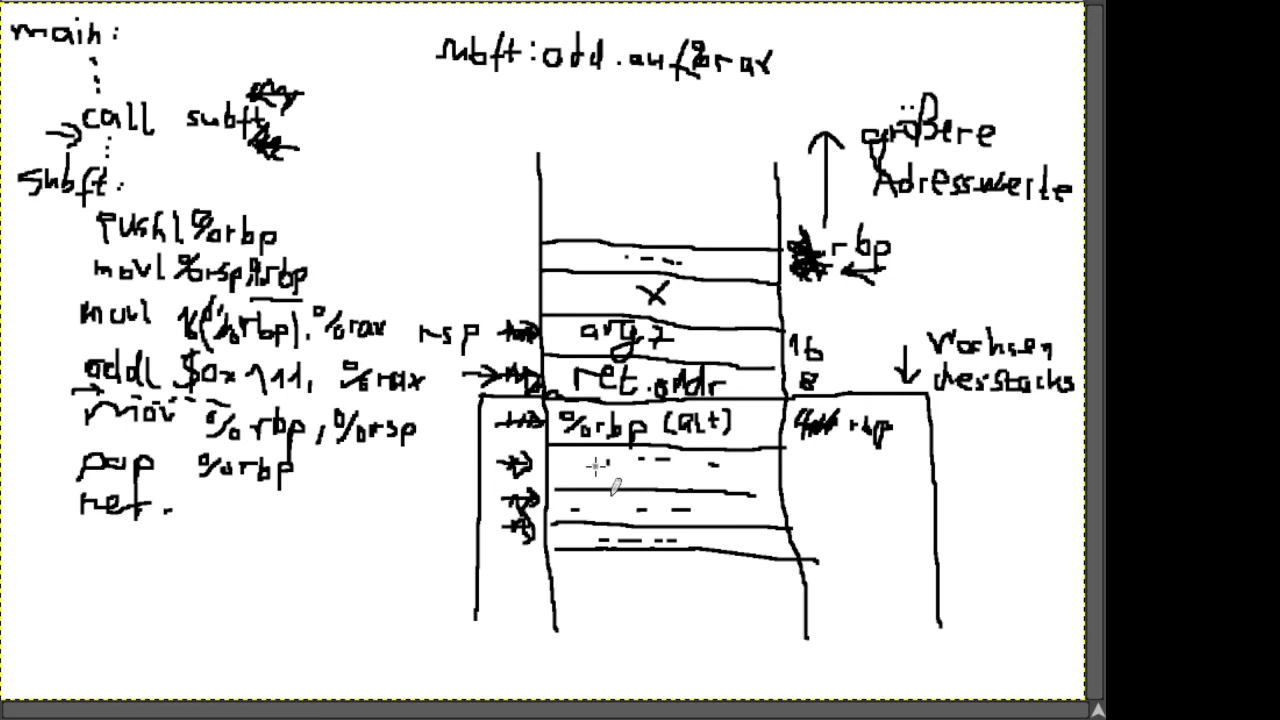 main:
subft: add. auf %rax
call subft
größere
Adresswerte
subft:
pushl %rbp
rbp
movl %rsp, %rbp
x
movl 16(%rbp), %rax
rsp
arg. 1
16
Wachsen
des Stacks
addl $0x111, %rax
ret. addr
8
mov %rbp, %rsp
%rbp (alt)
rbp
pop %rbp
ret.